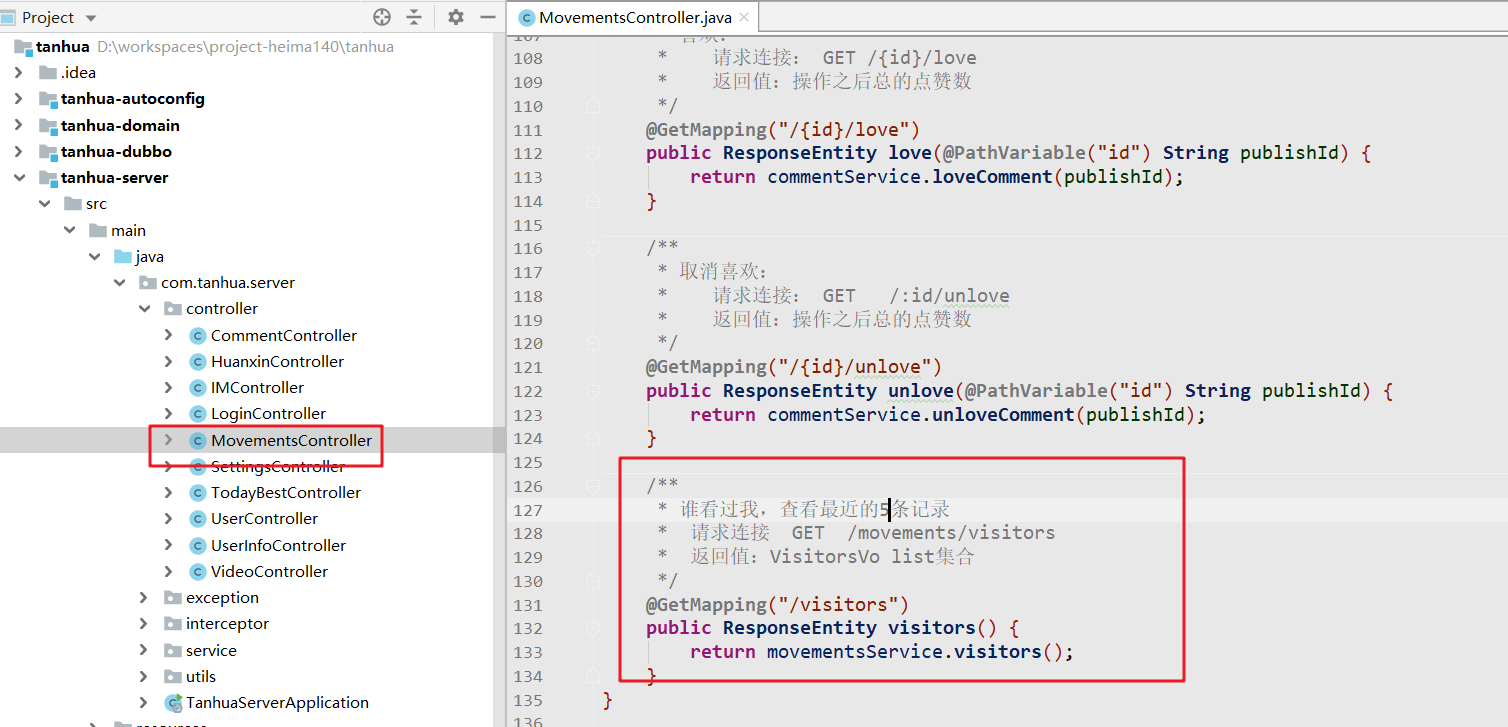 Project
tanhua D:\workspaces\project-heima140\tanhua
.idea
tanhua-autoconfig
tanhua-domain
tanhua-dubbo
tanhua-server
src
main
java
com.tanhua.server
controller
CommentController
HuanxinController
IMController
LoginController
MovementsController
SettingsController
TodayBestController
UserController
UserInfoController
VideoController
exception
interceptor
service
utils
TanhuaServerApplication
resources
MovementsController.java
107 * 喜欢:
108 * 请求连接: GET /{id}/love
109 * 返回值: 操作之后总的点赞数
110 */
111 @GetMapping("/{id}/love")
112 public ResponseEntity love(@PathVariable("id") String publishId) {
113 return commentService.loveComment(publishId);
114 }
115
116 /**
117 * 取消喜欢:
118 * 请求连接: GET /:id/unlove
119 * 返回值: 操作之后总的点赞数
120 */
121 @GetMapping("/{id}/unlove")
122 public ResponseEntity unlove(@PathVariable("id") String publishId) {
123 return commentService.unloveComment(publishId);
124 }
125
126 /**
127 * 谁看过我, 查看最近的5条记录
128 * 请求连接 GET /movements/visitors
129 * 返回值: VisitorsVo list集合
130 */
131 @GetMapping("/visitors")
132 public ResponseEntity visitors() {
133 return movementsService.visitors();
134 }
135 }
136